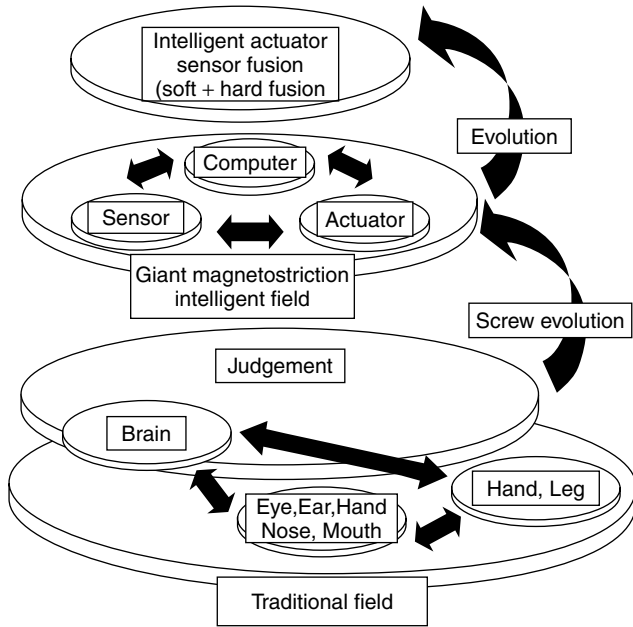 Intelligent actuator
sensor fusion
(soft + hard fusion
Evolution
Computer
Sensor
Actuator
Giant magnetostriction
intelligent field
Screw evolution
Judgement
Brain
Hand, Leg
Eye,Ear,Hand
Nose, Mouth
Traditional field